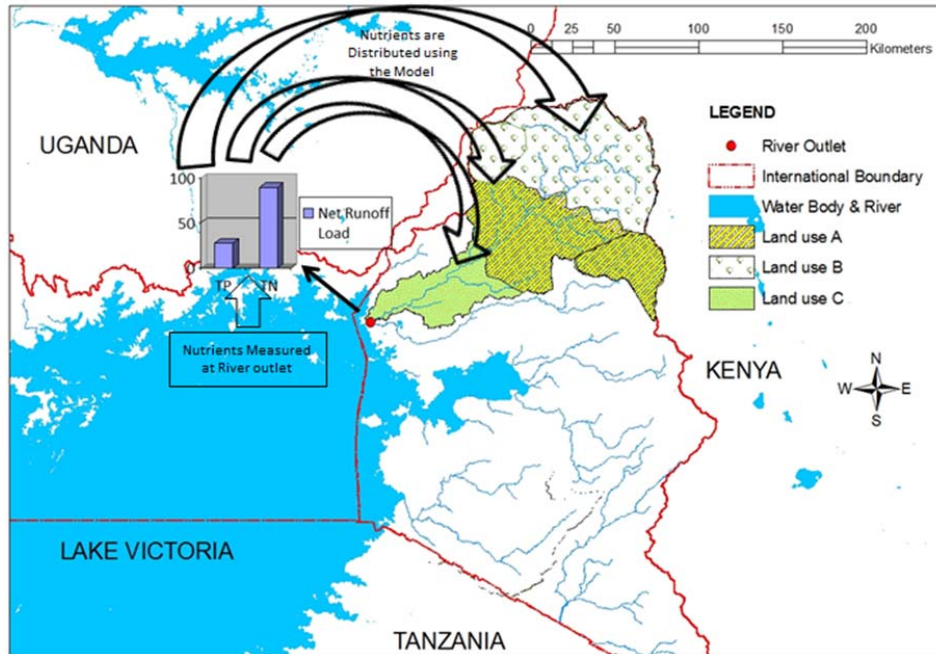 Nutrients are
Distributed using
the Model
0 12.5 25 50 100 150 200
Kilometers
UGANDA
LEGEND
River Outlet
International Boundary
Water Body & River
Land use A
Land use B
Land use C
100
50
0
Net Runoff
Load
TP TN
Nutrients Measured
at River outlet
KENYA
N
W E
S
LAKE VICTORIA
TANZANIA